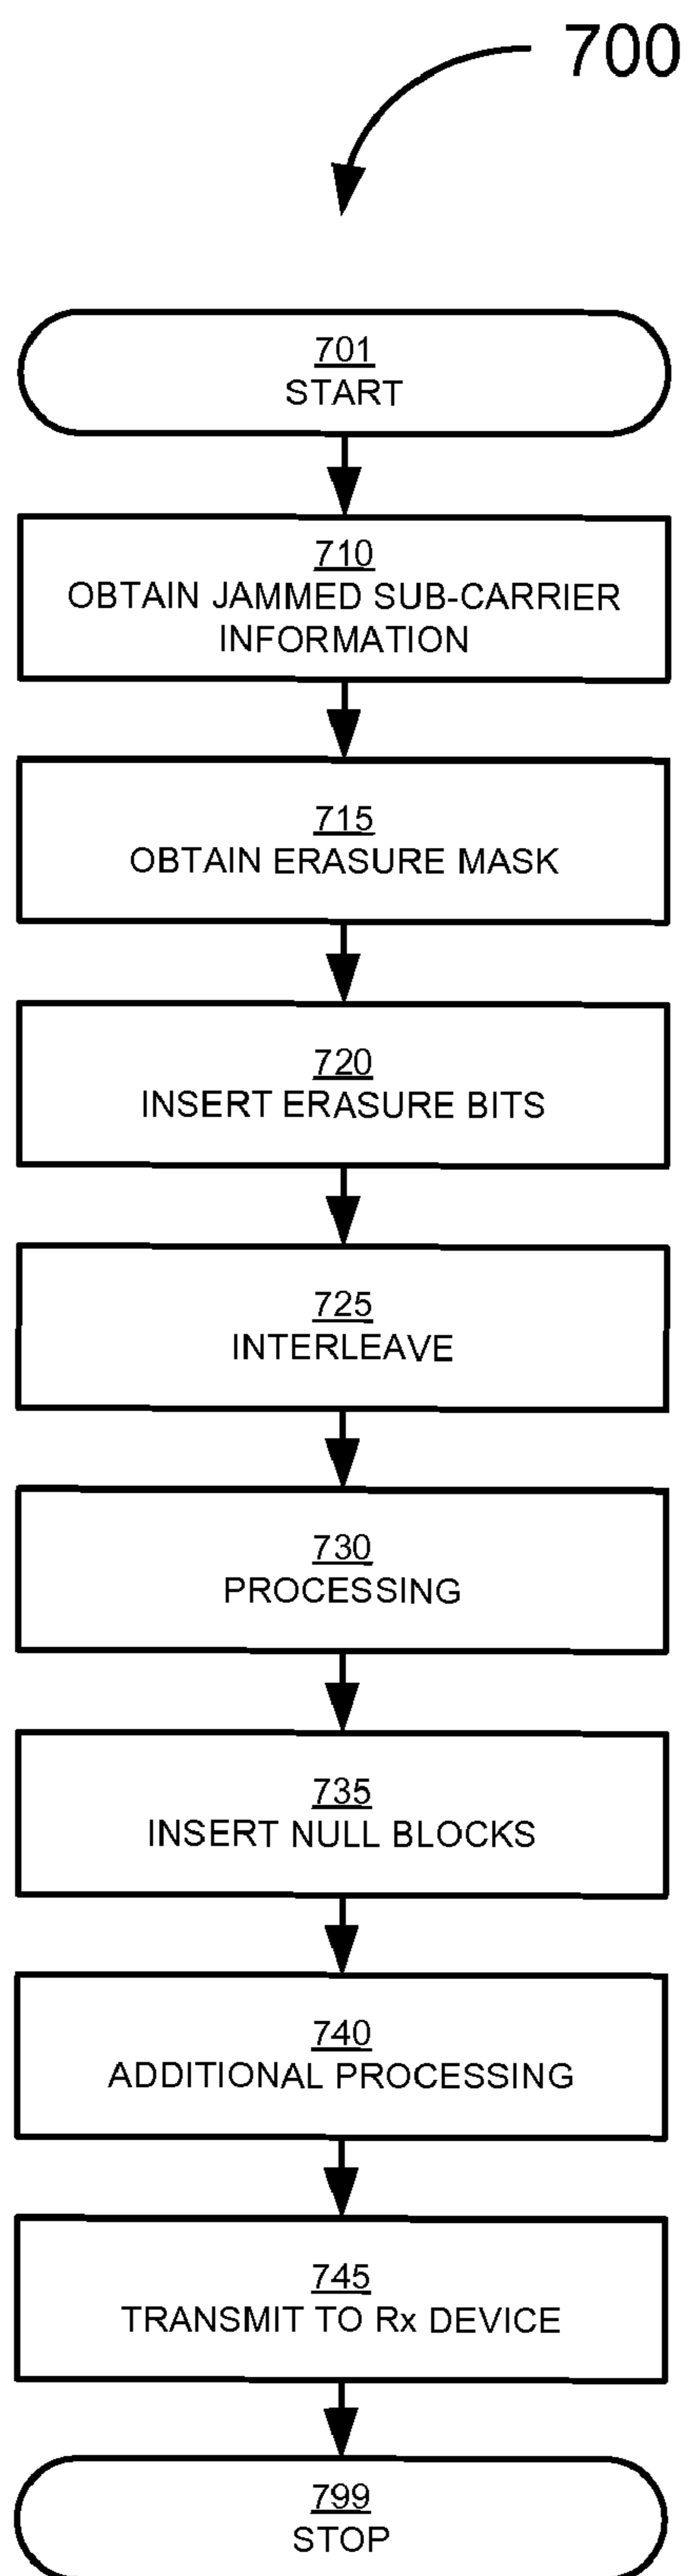 700
701
START
710
OBTAIN JAMMED SUB-CARRIER
INFORMATION
715
OBTAIN ERASURE MASK
720
INSERT ERASURE BITS
725
INTERLEAVE
730
PROCESSING
735
INSERT NULL BLOCKS
740
ADDITIONAL PROCESSING
745
TRANSMIT TO Rx DEVICE
799
STOP